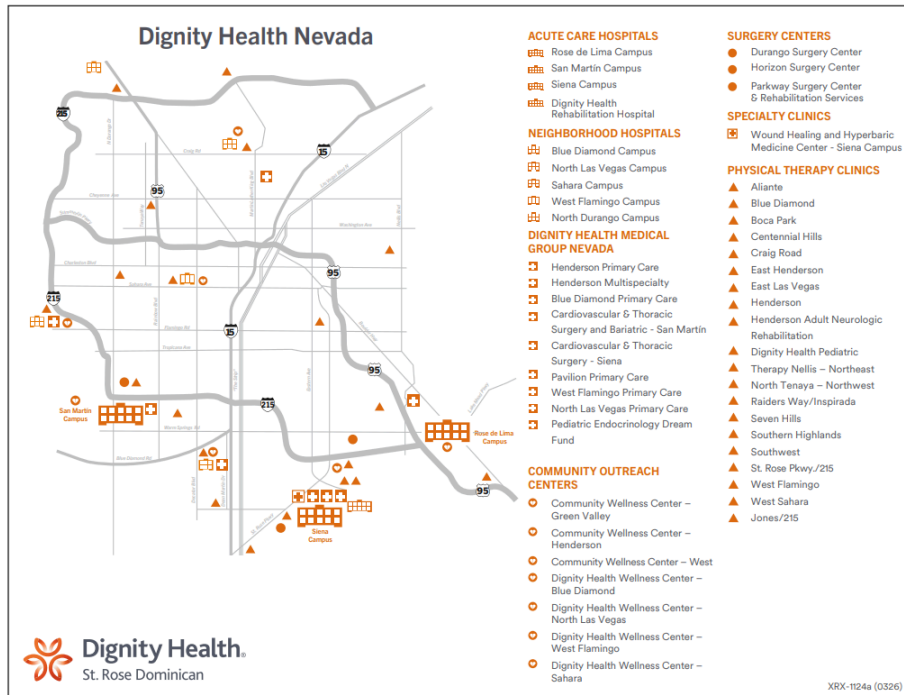 Dignity Health Nevada
215
Craig Rd
15
95
Cheyenne Ave
Washington Ave
Charleston Blvd
Sahara Ave
95
215
15
Flamingo Rd
Tropicana Ave
95
215
San Martín
Campus
Warm Springs Rd
Rose de Lima
Campus
Blue Diamond Rd
95
Siena
Campus
Dignity Health®
St. Rose Dominican
ACUTE CARE HOSPITALS
Rose de Lima Campus
San Martín Campus
Siena Campus
Dignity Health
Rehabilitation Hospital
NEIGHBORHOOD HOSPITALS
Blue Diamond Campus
North Las Vegas Campus
Sahara Campus
West Flamingo Campus
North Durango Campus
DIGNITY HEALTH MEDICAL
GROUP NEVADA
Henderson Primary Care
Henderson Multispecialty
Blue Diamond Primary Care
Cardiovascular & Thoracic
Surgery and Bariatric - San Martín
Cardiovascular & Thoracic
Surgery - Siena
Pavilion Primary Care
West Flamingo Primary Care
North Las Vegas Primary Care
Pediatric Endocrinology Dream
Fund
COMMUNITY OUTREACH
CENTERS
Community Wellness Center –
Green Valley
Community Wellness Center –
Henderson
Community Wellness Center – West
Dignity Health Wellness Center –
Blue Diamond
Dignity Health Wellness Center –
North Las Vegas
Dignity Health Wellness Center –
West Flamingo
Dignity Health Wellness Center –
Sahara
SURGERY CENTERS
Durango Surgery Center
Horizon Surgery Center
Parkway Surgery Center
& Rehabilitation Services
SPECIALTY CLINICS
Wound Healing and Hyperbaric
Medicine Center - Siena Campus
PHYSICAL THERAPY CLINICS
Aliante
Blue Diamond
Boca Park
Centennial Hills
Craig Road
East Henderson
East Las Vegas
Henderson
Henderson Adult Neurologic
Rehabilitation
Dignity Health Pediatric
Therapy Nellis – Northeast
North Tenaya – Northwest
Raiders Way/Inspirada
Seven Hills
Southern Highlands
Southwest
St. Rose Pkwy./215
West Flamingo
West Sahara
Jones/215
XRX-1124a (0326)